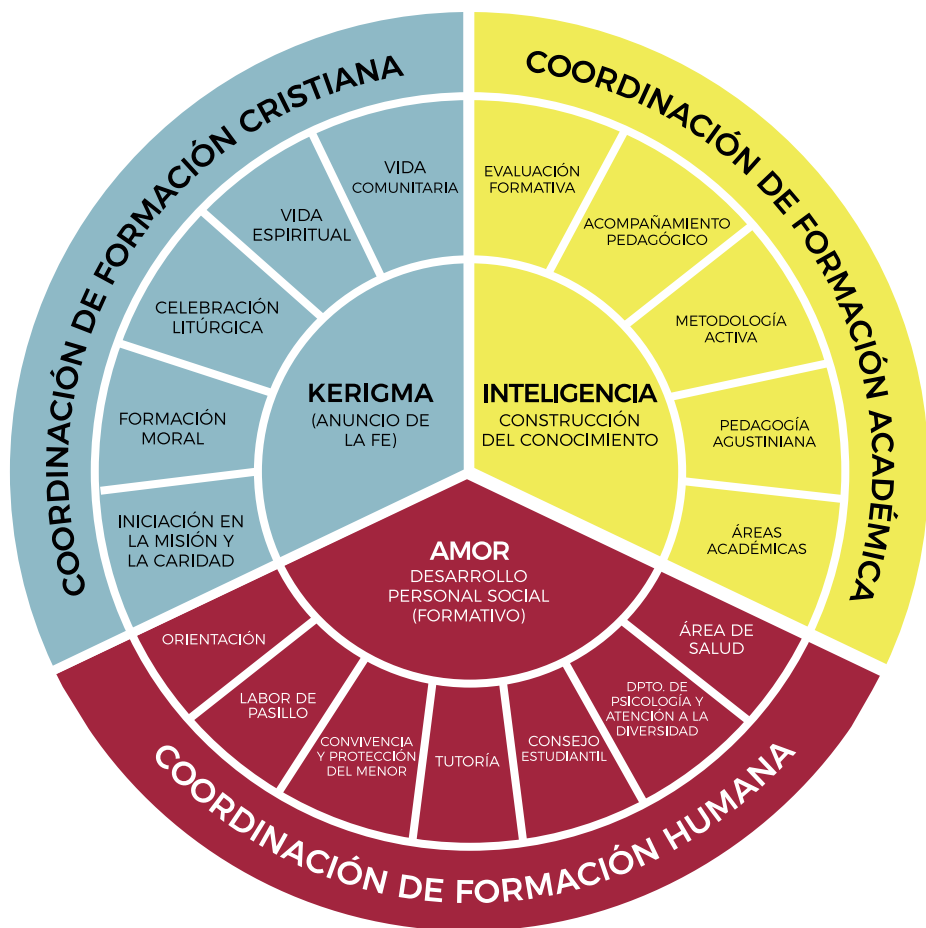 COORDINACIÓN DE FORMACIÓN CRISTIANA
VIDA
COMUNITARIA
VIDA
ESPIRITUAL
CELEBRACIÓN
LITÚRGICA
FORMACIÓN
MORAL
INICIACIÓN EN
LA MISIÓN Y
LA CARIDAD
KERIGMA
(ANUNCIO DE
LA FE)
COORDINACIÓN DE FORMACIÓN ACADÉMICA
EVALUACIÓN
FORMATIVA
ACOMPAÑAMIENTO
PEDAGÓGICO
METODOLOGÍA
ACTIVA
PEDAGOGÍA
AGUSTINIANA
ÁREAS
ACADÉMICAS
INTELIGENCIA
CONSTRUCCIÓN
DEL CONOCIMIENTO
AMOR
DESARROLLO
PERSONAL SOCIAL
(FORMATIVO)
ORIENTACIÓN
LABOR DE
PASILLO
CONVIVENCIA
Y PROTECCIÓN
DEL MENOR
TUTORÍA
CONSEJO
ESTUDIANTIL
DPTO. DE
PSICOLOGÍA Y
ATENCIÓN A LA
DIVERSIDAD
ÁREA DE
SALUD
COORDINACIÓN DE FORMACIÓN HUMANA